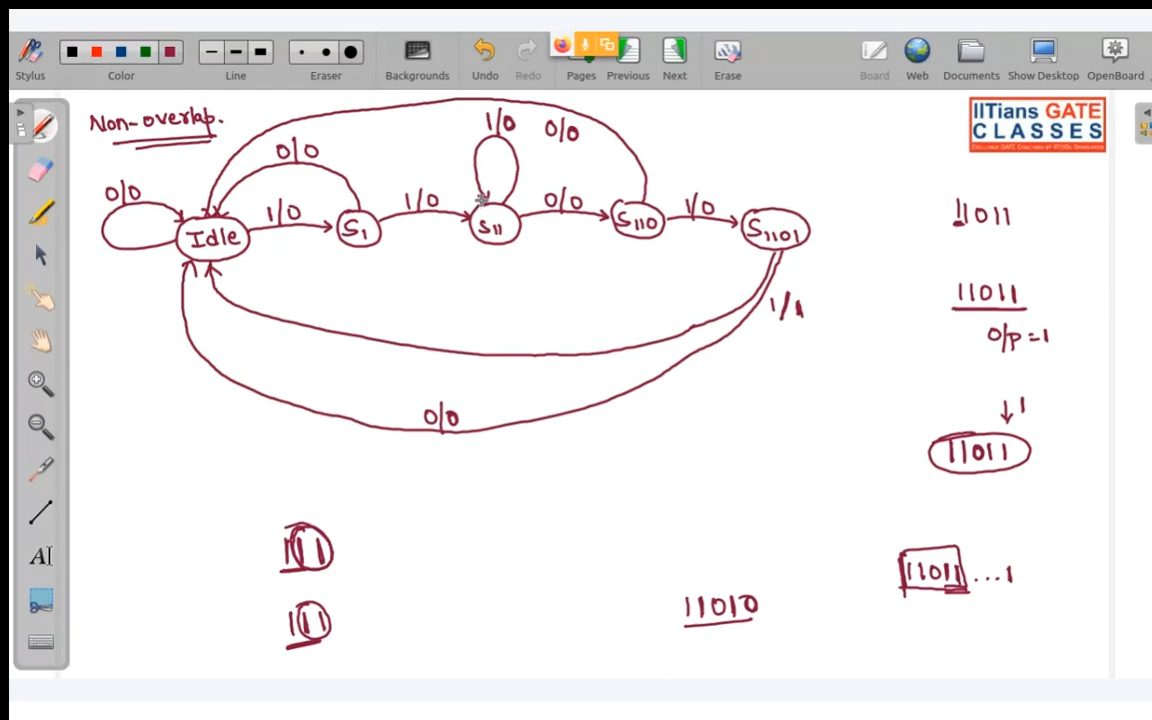 Stylus
Color
Line
Eraser
Backgrounds
Undo
Redo
Pages
Previous
Next
Erase
Board
Web
Documents
Show Desktop
OpenBoard
Non-overlap.
IITians GATE
CLASSES
1/0
0/0
0/0
0/0
1/0
1/0
0/0
1/0
Idle
S1
S11
S110
S1101
11011
1/1
11011
O/p=1
0/0
↓1
11011
111
11011...1
111
11010
A